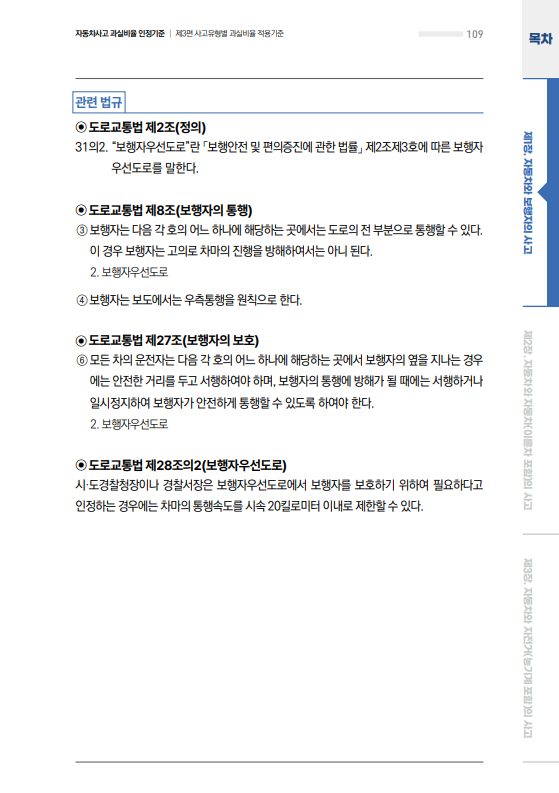 자동차사고 과실비율 인정기준 | 제3편 사고유형별 과실비율 적용기준
109
목차
관련 법규
◉ 도로교통법 제2조(정의)
31의2. “보행자우선도로”란 「보행안전 및 편의증진에 관한 법률」 제2조제3호에 따른 보행자
우선도로를 말한다.
◉ 도로교통법 제8조(보행자의 통행)
③ 보행자는 다음 각 호의 어느 하나에 해당하는 곳에서는 도로의 전 부분으로 통행할 수 있다.
이 경우 보행자는 고의로 차마의 진행을 방해하여서는 아니 된다.
2. 보행자우선도로
④ 보행자는 보도에서는 우측통행을 원칙으로 한다.
◉ 도로교통법 제27조(보행자의 보호)
⑥ 모든 차의 운전자는 다음 각 호의 어느 하나에 해당하는 곳에서 보행자의 옆을 지나는 경우
에는 안전한 거리를 두고 서행하여야 하며, 보행자의 통행에 방해가 될 때에는 서행하거나
일시정지하여 보행자가 안전하게 통행할 수 있도록 하여야 한다.
2. 보행자우선도로
◉ 도로교통법 제28조의2(보행자우선도로)
시·도경찰청장이나 경찰서장은 보행자우선도로에서 보행자를 보호하기 위하여 필요하다고
인정하는 경우에는 차마의 통행속도를 시속 20킬로미터 이내로 제한할 수 있다.
제1장. 자동차와 보행자의 사고
제2장. 자동차와 자동차(이륜차 포함)의 사고
제3장. 자동차와 자전거(농기계 포함)의 사고